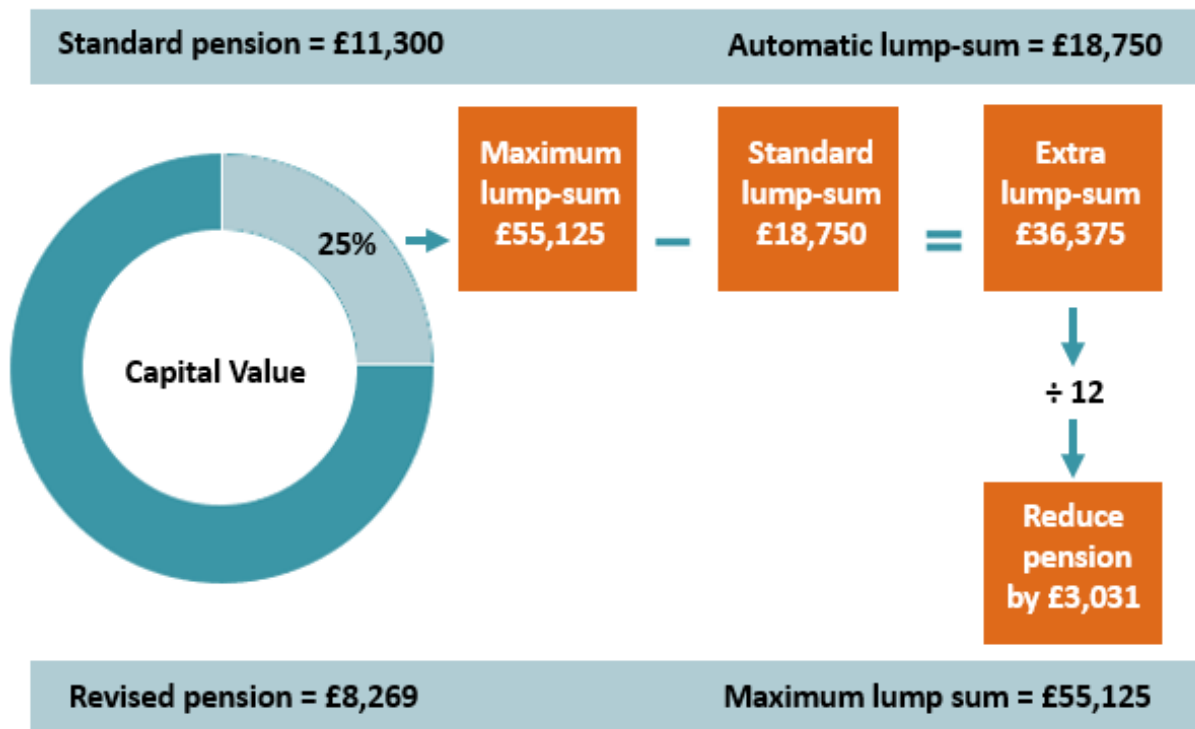 Standard pension = £11,300
Automatic lump-sum = £18,750
Maximum
lump-sum
£55,125
–
Standard
lump-sum
£18,750
=
Extra
lump-sum
£36,375
25%
Capital Value
÷ 12
Reduce
pension
by £3,031
Revised pension = £8,269
Maximum lump sum = £55,125